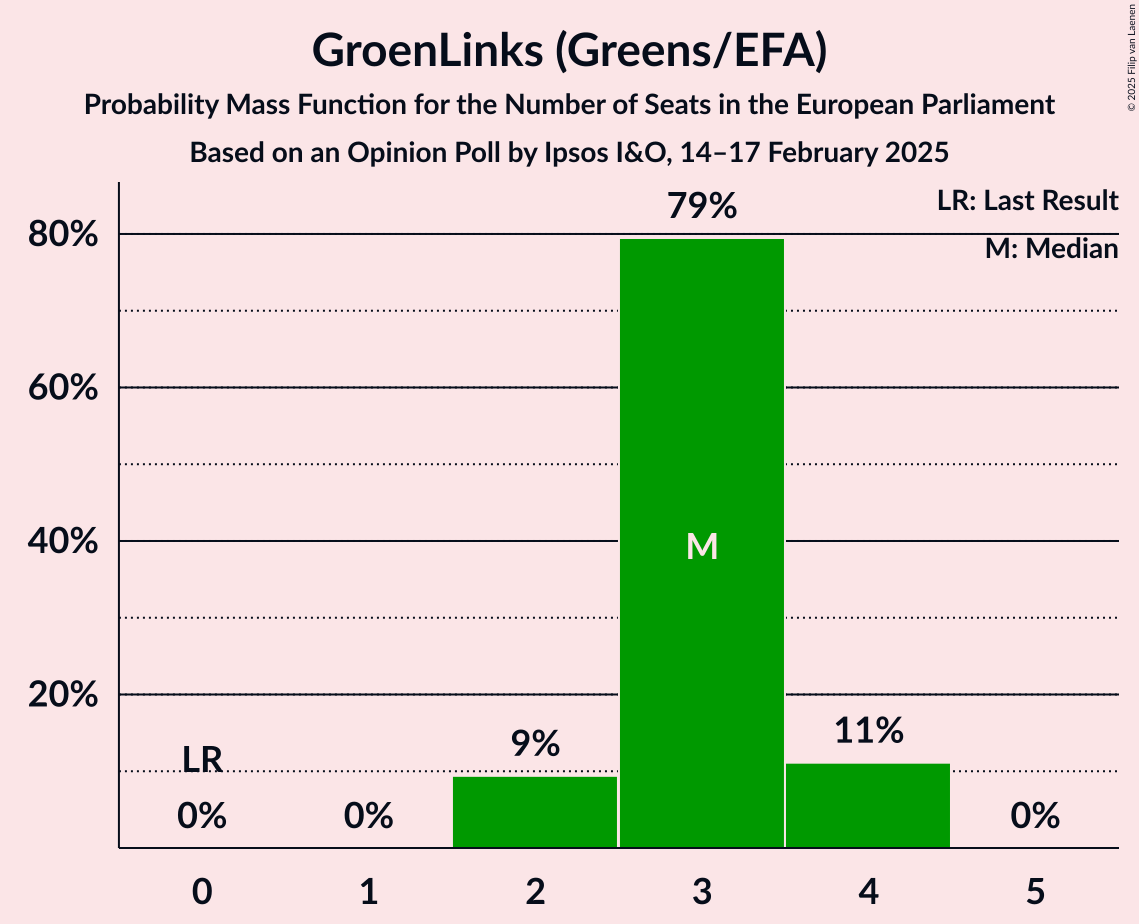 GroenLinks (Greens/EFA)
Probability Mass Function for the Number of Seats in the European Parliament
Based on an Opinion Poll by Ipsos I&O, 14–17 February 2025
© 2025 Filip van Laenen
LR: Last Result
M: Median
80%
60%
40%
20%
LR
0%
0%
9%
79%
M
11%
0%
0
1
2
3
4
5